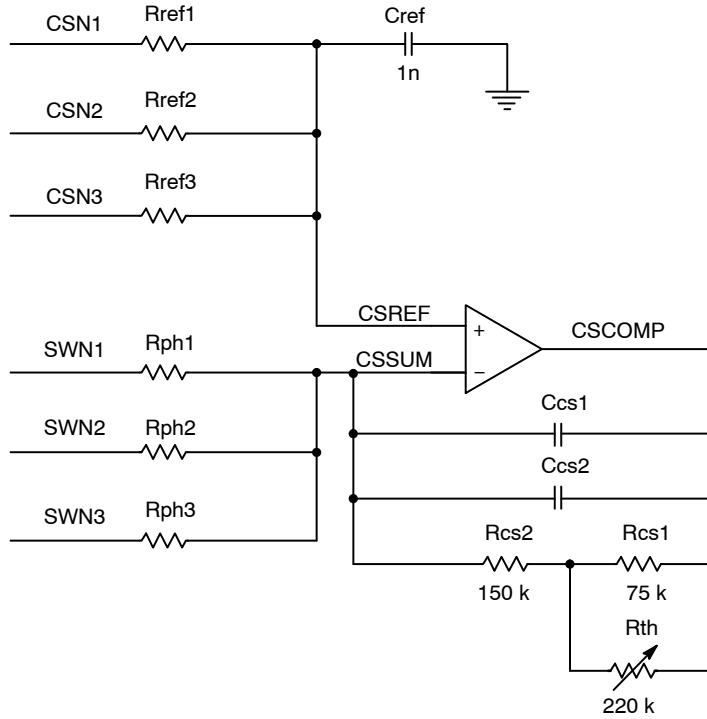 CSN1
Rref1
Cref
1n
CSN2
Rref2
CSN3
Rref3
CSREF
+
CSCOMP
SWN1
Rph1
CSSUM
−
Ccs1
SWN2
Rph2
Ccs2
SWN3
Rph3
Rcs2
Rcs1
150 k
75 k
Rth
220 k